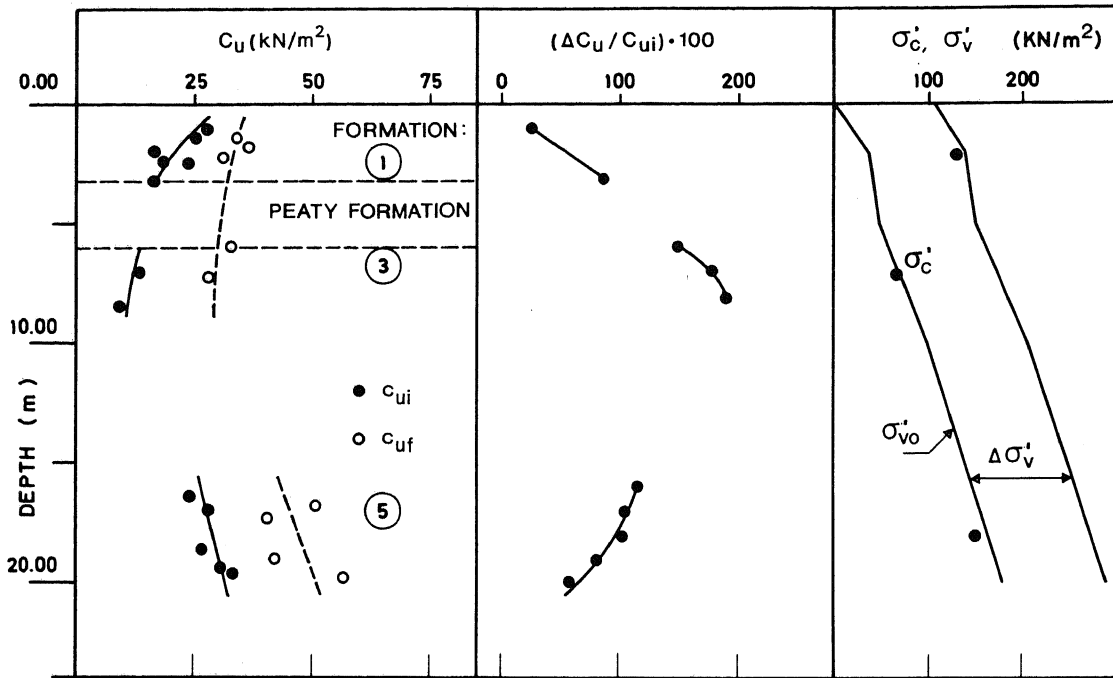 Cu (kN/m²)
(ΔCu / Cui) • 100
σ'c, σ'v (KN/m²)
0.00
25
50
75
0
100
200
100
200
FORMATION:
1
PEATY FORMATION
3
σ'c
10.00
DEPTH (m)
cui
cuf
σ'vo
Δσ'v
5
20.00